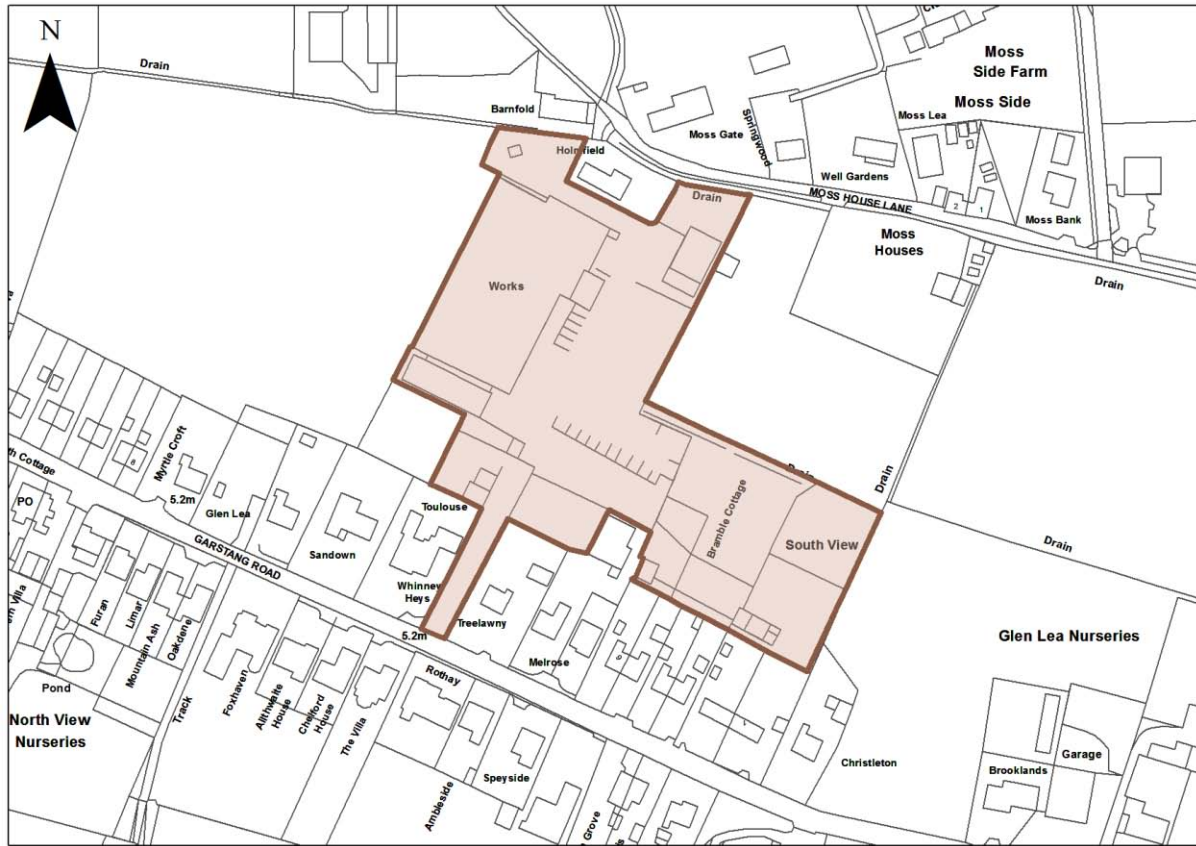 N
Drain
Barnfold
Holmfield
Moss Gate
Springwood
Moss
Side Farm
Moss Side
Moss Lea
Well Gardens
MOSS HOUSE LANE
2
1
Moss Bank
Drain
Moss
Houses
Drain
Works
Drain
Drain
Bramble Cottage
South View
Myrtle Croft
8
5.2m
PO
Glen Lea
GARSTANG ROAD
Sandown
Toulouse
Whinney
Heys
5.2m
Treelawny
Melrose
Rothay
Furan
Limar
Mountain Ash
Oakdene
Pond
North View
Nurseries
Track
Foxhaven
Allthwaite
House
Chelford
House
The Villa
Ambleside
Speyside
Grove
Christleton
Glen Lea Nurseries
Brooklands
Garage
Drain